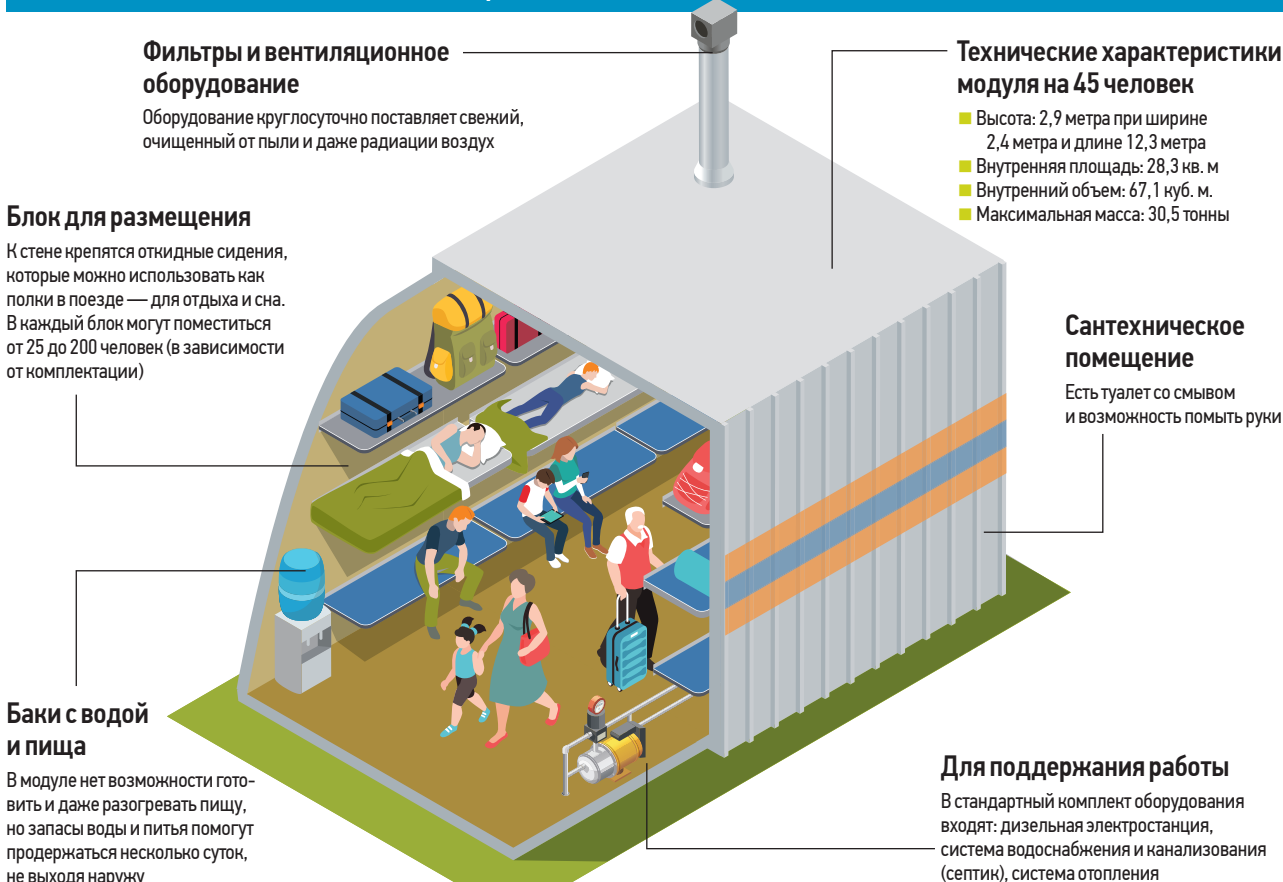 Фильтры и вентиляционное
оборудование
Оборудование круглосуточно поставляет свежий,
очищенный от пыли и даже радиации воздух
Технические характеристики
модуля на 45 человек
Высота: 2,9 метра при ширине
2,4 метра и длине 12,3 метра
Внутренняя площадь: 28,3 кв. м
Внутренний объем: 67,1 куб. м.
Максимальная масса: 30,5 тонны
Блок для размещения
К стене крепятся откидные сидения,
которые можно использовать как
полки в поезде — для отдыха и сна.
В каждый блок могут поместиться
от 25 до 200 человек (в зависимости
от комплектации)
Сантехническое
помещение
Есть туалет со смывом
и возможность помыть руки
Баки с водой
и пища
В модуле нет возможности гото-
вить и даже разогревать пищу,
но запасы воды и питья помогут
продержаться несколько суток,
не выходя наружу
Для поддержания работы
В стандартный комплект оборудования
входят: дизельная электростанция,
система водоснабжения и канализования
(септик), система отопления